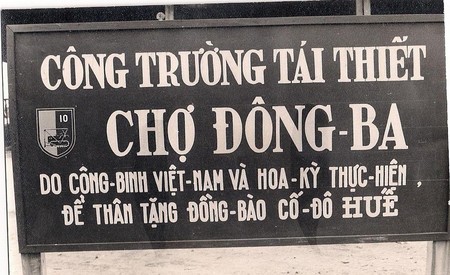 CÔNG TRƯỜNG TÁI THIẾT
10
CHỢ ĐÔNG-BA
DO CÔNG-BINH VIỆT-NAM VÀ HOA-KỲ THỰC-HIỆN,
ĐỂ THÂN TẶNG ĐỒNG-BÀO CỐ-ĐÔ HUẾ